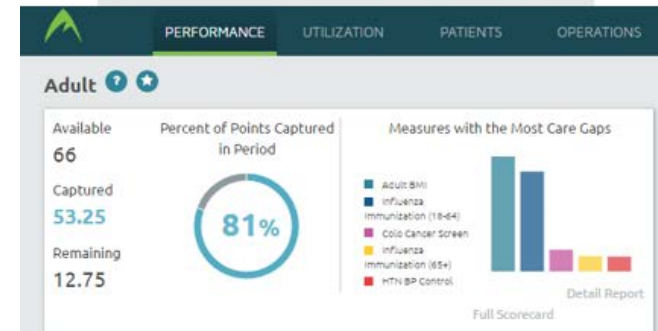 PERFORMANCE UTILIZATION PATIENTS OPERATIONS
Adult ? ★
Available
66
Captured
53.25
Remaining
12.75
Percent of Points Captured
in Period
81%
Measures with the Most Care Gaps
Adult BMI
Influenza
Immunization (18-64)
Colo Cancer Screen
Influenza
Immunization (65+)
HTN BP Control
Detail Report
Full Scorecard